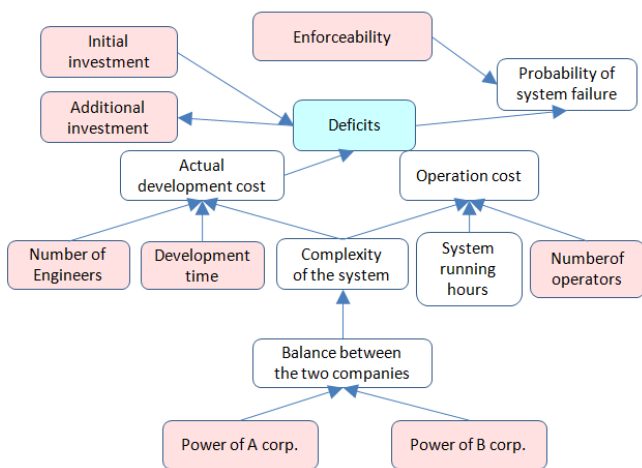 Initial
investment
Enforceability
Additional
investment
Deficits
Probability of
system failure
Actual
development cost
Operation cost
Number of
Engineers
Development
time
Complexity
of the system
System
running
hours
Numberof
operators
Balance between
the two companies
Power of A corp.
Power of B corp.